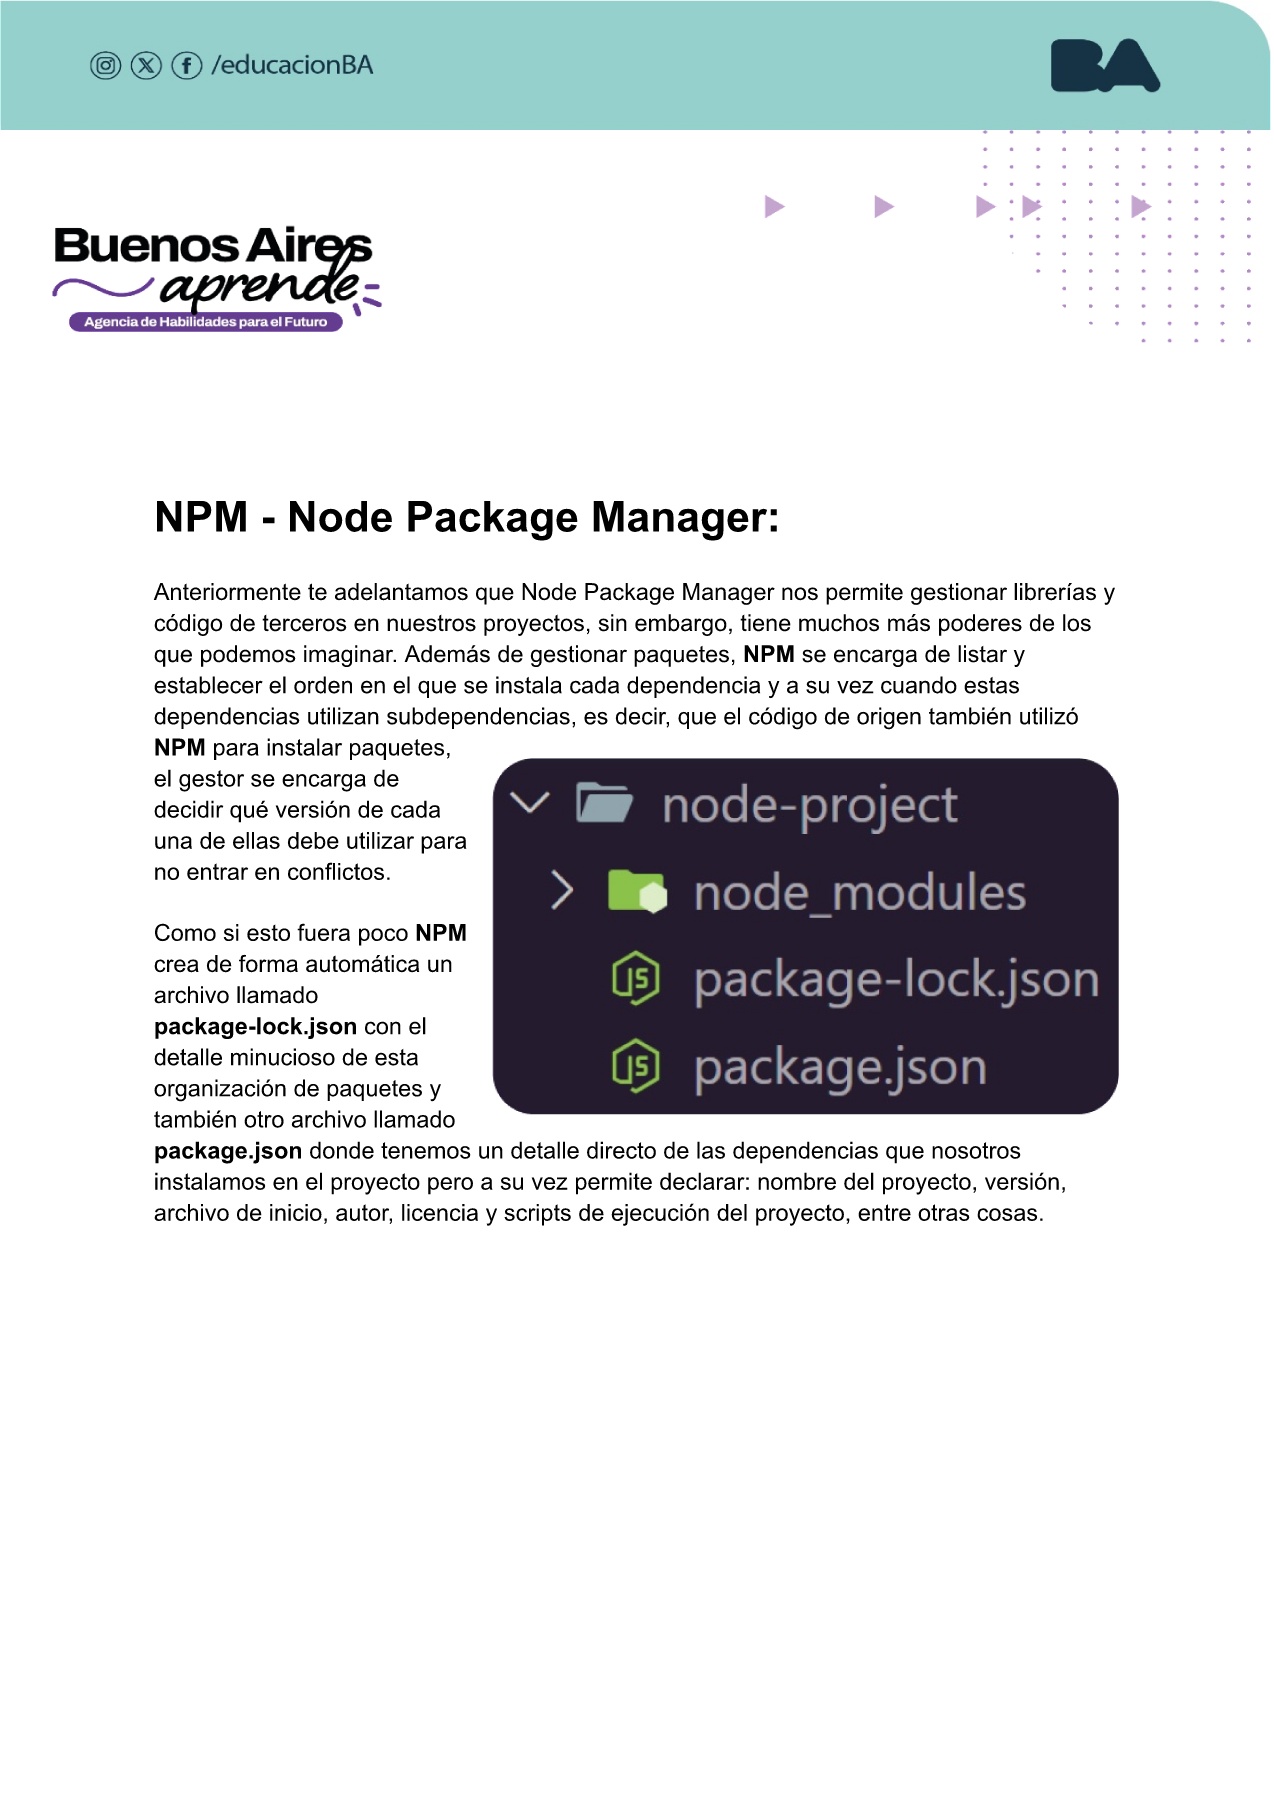 /educacionBA
BA
Buenos Aires
aprende
Agencia de Habilidades para el Futuro
NPM - Node Package Manager:
Anteriormente te adelantamos que Node Package Manager nos permite gestionar librerías y
código de terceros en nuestros proyectos, sin embargo, tiene muchos más poderes de los
que podemos imaginar. Además de gestionar paquetes, NPM se encarga de listar y
establecer el orden en el que se instala cada dependencia y a su vez cuando estas
dependencias utilizan subdependencias, es decir, que el código de origen también utilizó
NPM para instalar paquetes,
el gestor se encarga de
decidir qué versión de cada
una de ellas debe utilizar para
no entrar en conflictos.
Como si esto fuera poco NPM
crea de forma automática un
archivo llamado
package-lock.json con el
detalle minucioso de esta
organización de paquetes y
también otro archivo llamado
node-project
node_modules
JS package-lock.json
JS package.json
package.json donde tenemos un detalle directo de las dependencias que nosotros
instalamos en el proyecto pero a su vez permite declarar: nombre del proyecto, versión,
archivo de inicio, autor, licencia y scripts de ejecución del proyecto, entre otras cosas.